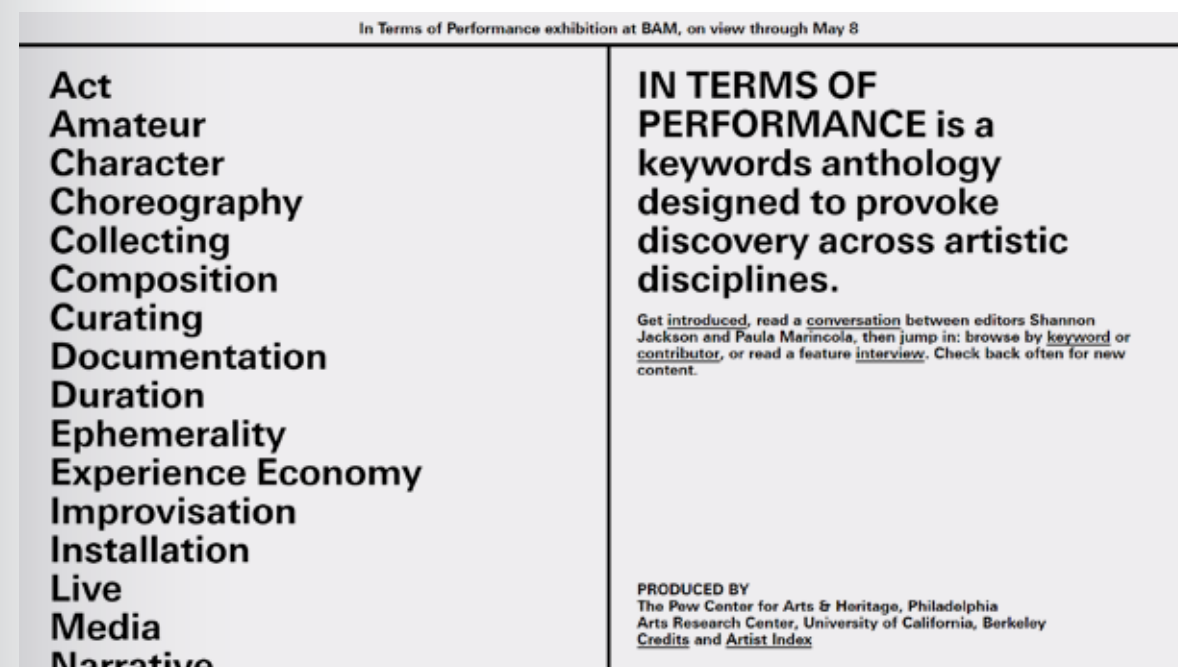 In Terms of Performance exhibition at BAM, on view through May 8
Act
Amateur
Character
Choreography
Collecting
Composition
Curating
Documentation
Duration
Ephemerality
Experience Economy
Improvisation
Installation
Live
Media
Narrative
IN TERMS OF
PERFORMANCE is a
keywords anthology
designed to provoke
discovery across artistic
disciplines.
Get introduced, read a conversation between editors Shannon
Jackson and Paula Marincola, then jump in: browse by keyword or
contributor, or read a feature interview. Check back often for new
content.
PRODUCED BY
The Pew Center for Arts & Heritage, Philadelphia
Arts Research Center, University of California, Berkeley
Credits and Artist Index